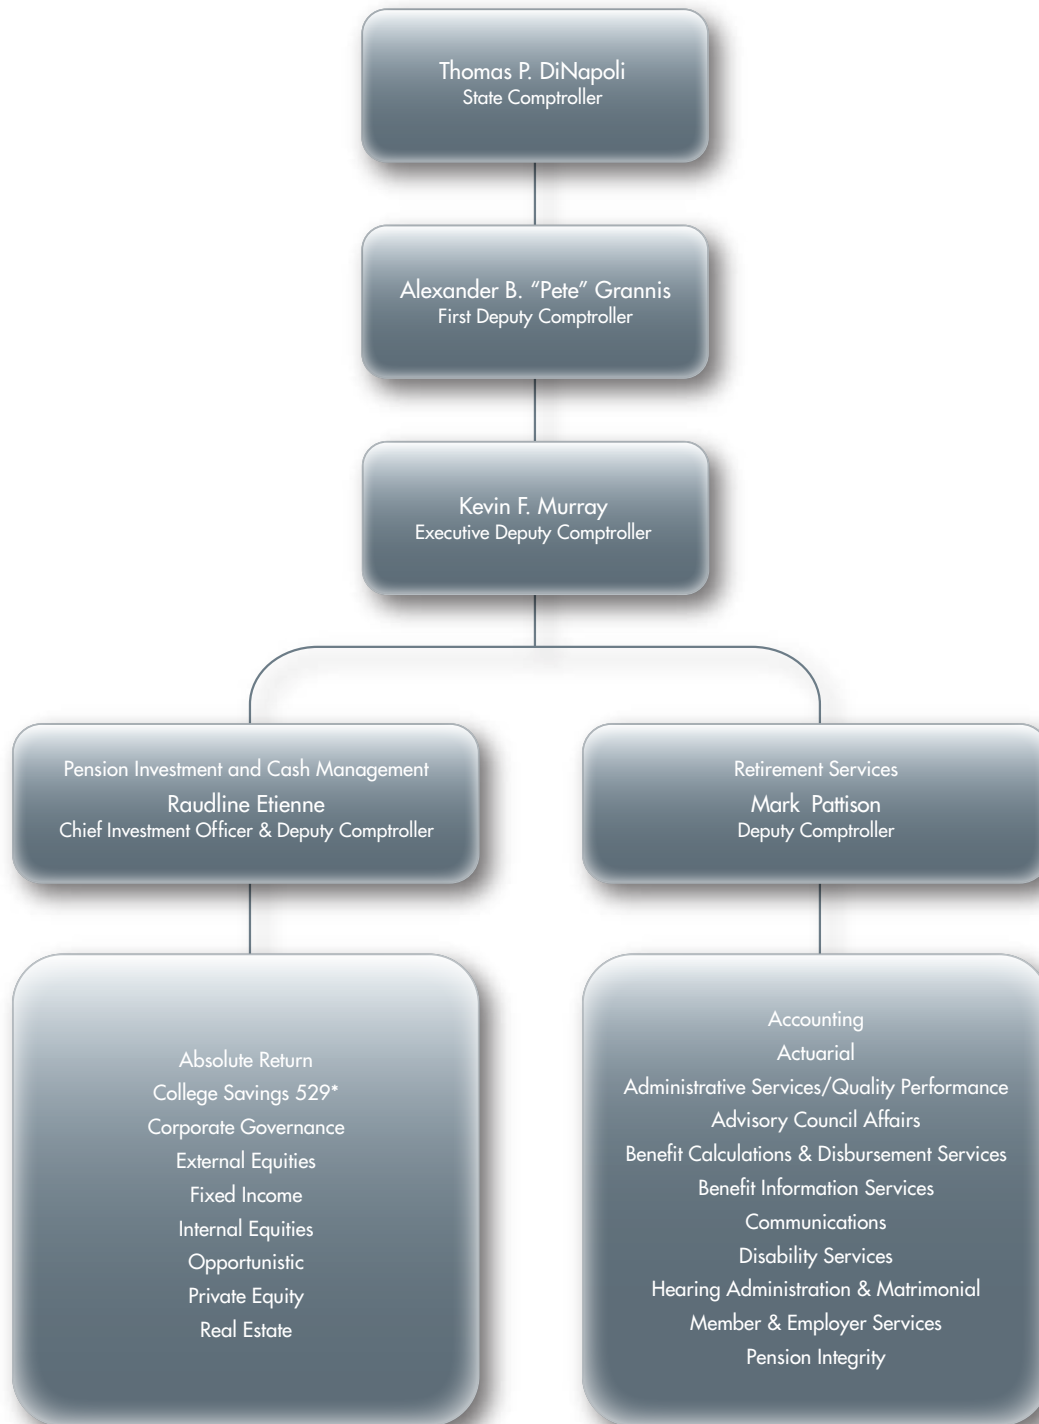 Thomas P. DiNapoli
State Comptroller
Alexander B. “Pete” Grannis
First Deputy Comptroller
Kevin F. Murray
Executive Deputy Comptroller
Pension Investment and Cash Management
Raudline Etienne
Chief Investment Officer & Deputy Comptroller
Retirement Services
Mark Pattison
Deputy Comptroller
Absolute Return
College Savings 529*
Corporate Governance
External Equities
Fixed Income
Internal Equities
Opportunistic
Private Equity
Real Estate
Accounting
Actuarial
Administrative Services/Quality Performance
Advisory Council Affairs
Benefit Calculations & Disbursement Services
Benefit Information Services
Communications
Disability Services
Hearing Administration & Matrimonial
Member & Employer Services
Pension Integrity